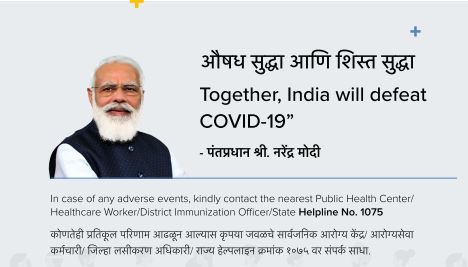 औषध सुद्धा आणि शिस्त सुद्धा
Together, India will defeat
COVID-19”
- पंतप्रधान श्री. नरेंद्र मोदी
In case of any adverse events, kindly contact the nearest Public Health Center/
Healthcare Worker/District Immunization Officer/State Helpline No. 1075
कोणतेही प्रतिकूल परिणाम आढळून आल्यास कृपया जवळचे सार्वजनिक आरोग्य केंद्र/ आरोग्यसेवा
कर्मचारी/ जिल्हा लसीकरण अधिकारी/ राज्य हेल्पलाइन क्रमांक १०७५ वर संपर्क साधा.